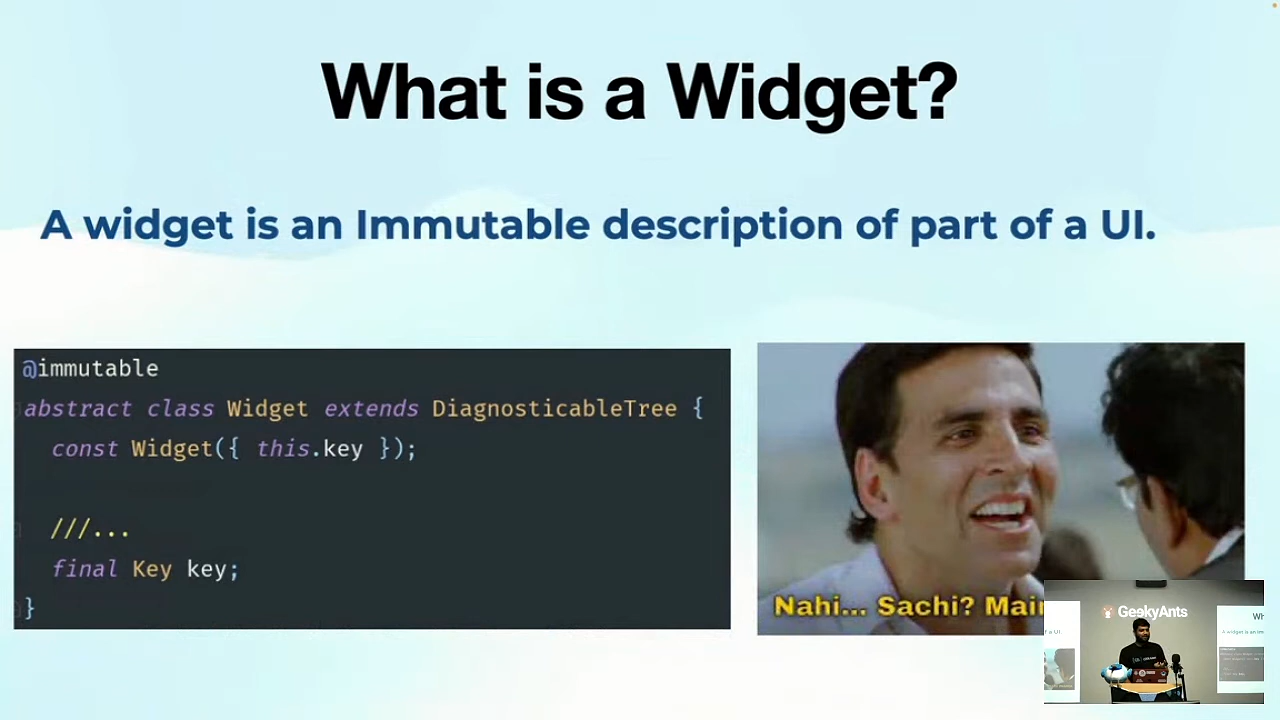 What is a Widget?
A widget is an Immutable description of part of a UI.
@immutable
abstract class Widget extends DiagnosticableTree {
const Widget({ this.key });
///...
final Key key;
}
Nahi... Sachi?
GeekyAnts